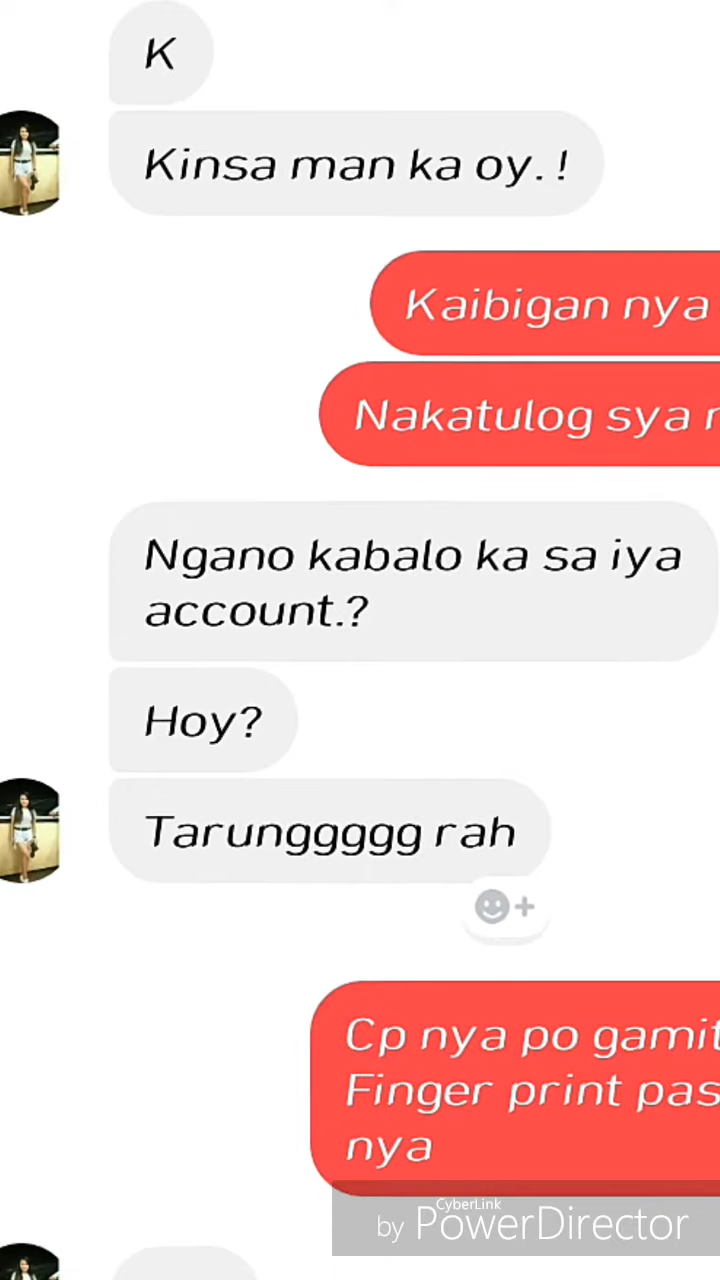 K
Kinsa man ka oy. !
Kaibigan nya
Nakatulog sya
Ngano kabalo ka sa iya
account.?
Hoy?
Tarunggggg rah
Cp nya po
Finger print
nya
CyberLink
by PowerDirector